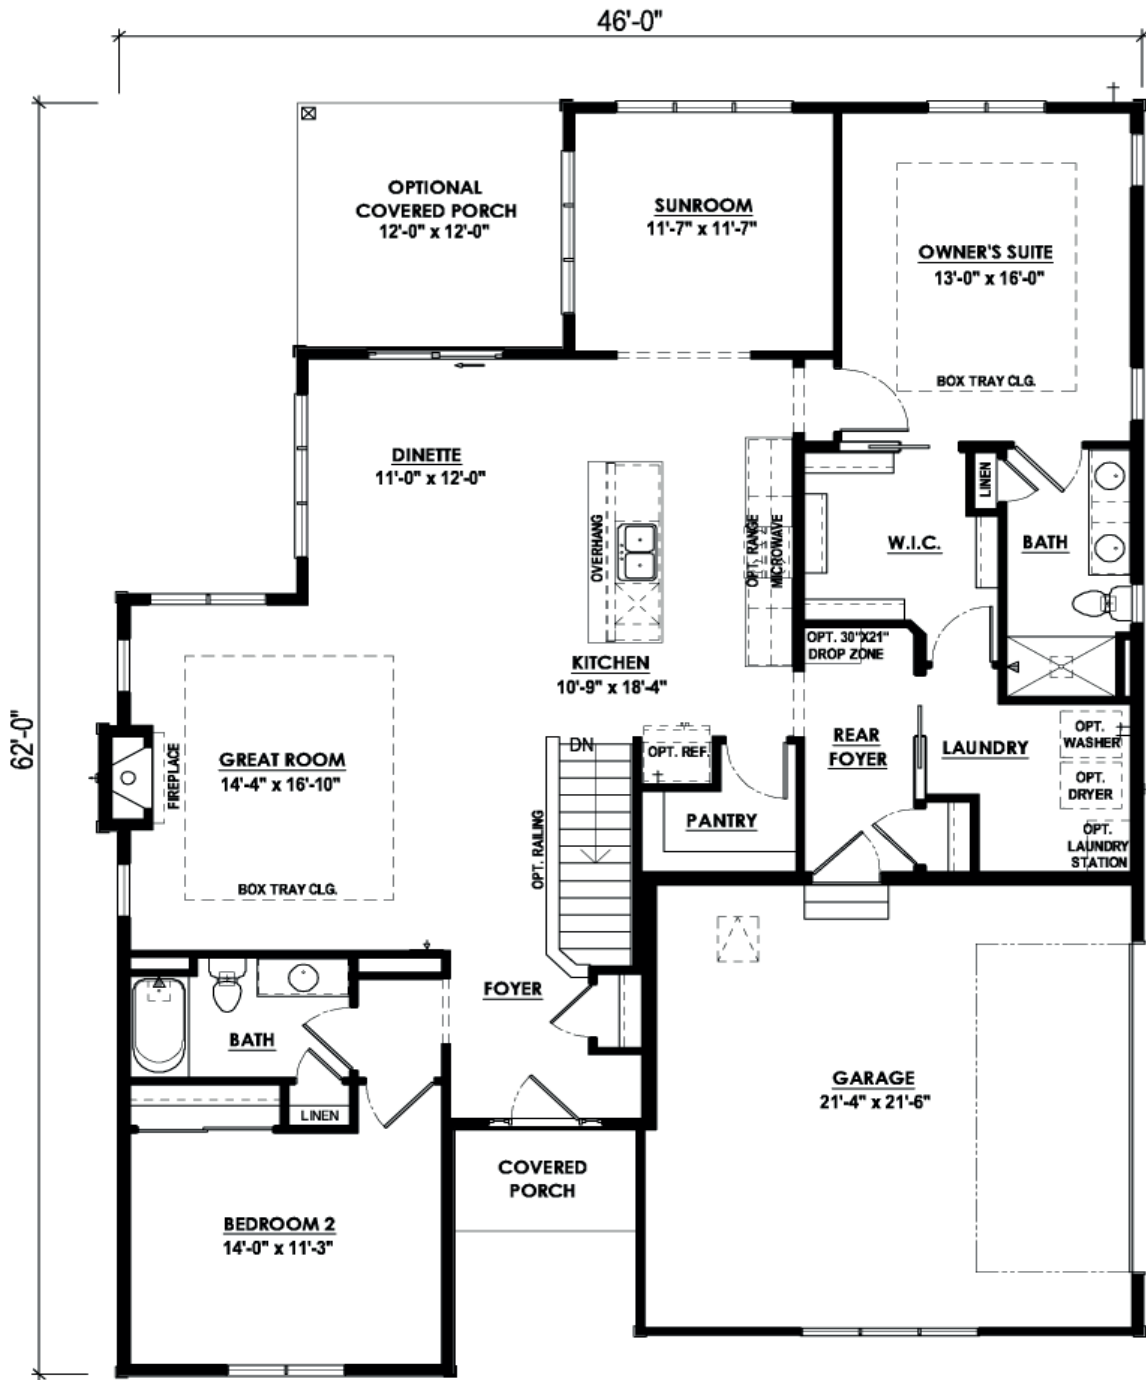 46'-0"
62'-0"
OPTIONAL
COVERED PORCH
12'-0" x 12'-0"
SUNROOM
11'-7" x 11'-7"
OWNER'S SUITE
13'-0" x 16'-0"
BOX TRAY CLG.
DINETTE
11'-0" x 12'-0"
OVERHANG
OPT. RANGE
MICROWAVE
W.I.C.
LINEN
BATH
KITCHEN
10'-9" x 18'-4"
OPT. 30"X21"
DROP ZONE
GREAT ROOM
14'-4" x 16'-10"
FIREPLACE
BOX TRAY CLG.
DN
OPT. RAILING
OPT. REF.
PANTRY
REAR
FOYER
LAUNDRY
OPT.
WASHER
OPT.
DRYER
OPT.
LAUNDRY
STATION
FOYER
BATH
LINEN
GARAGE
21'-4" x 21'-6"
COVERED
PORCH
BEDROOM 2
14'-0" x 11'-3"